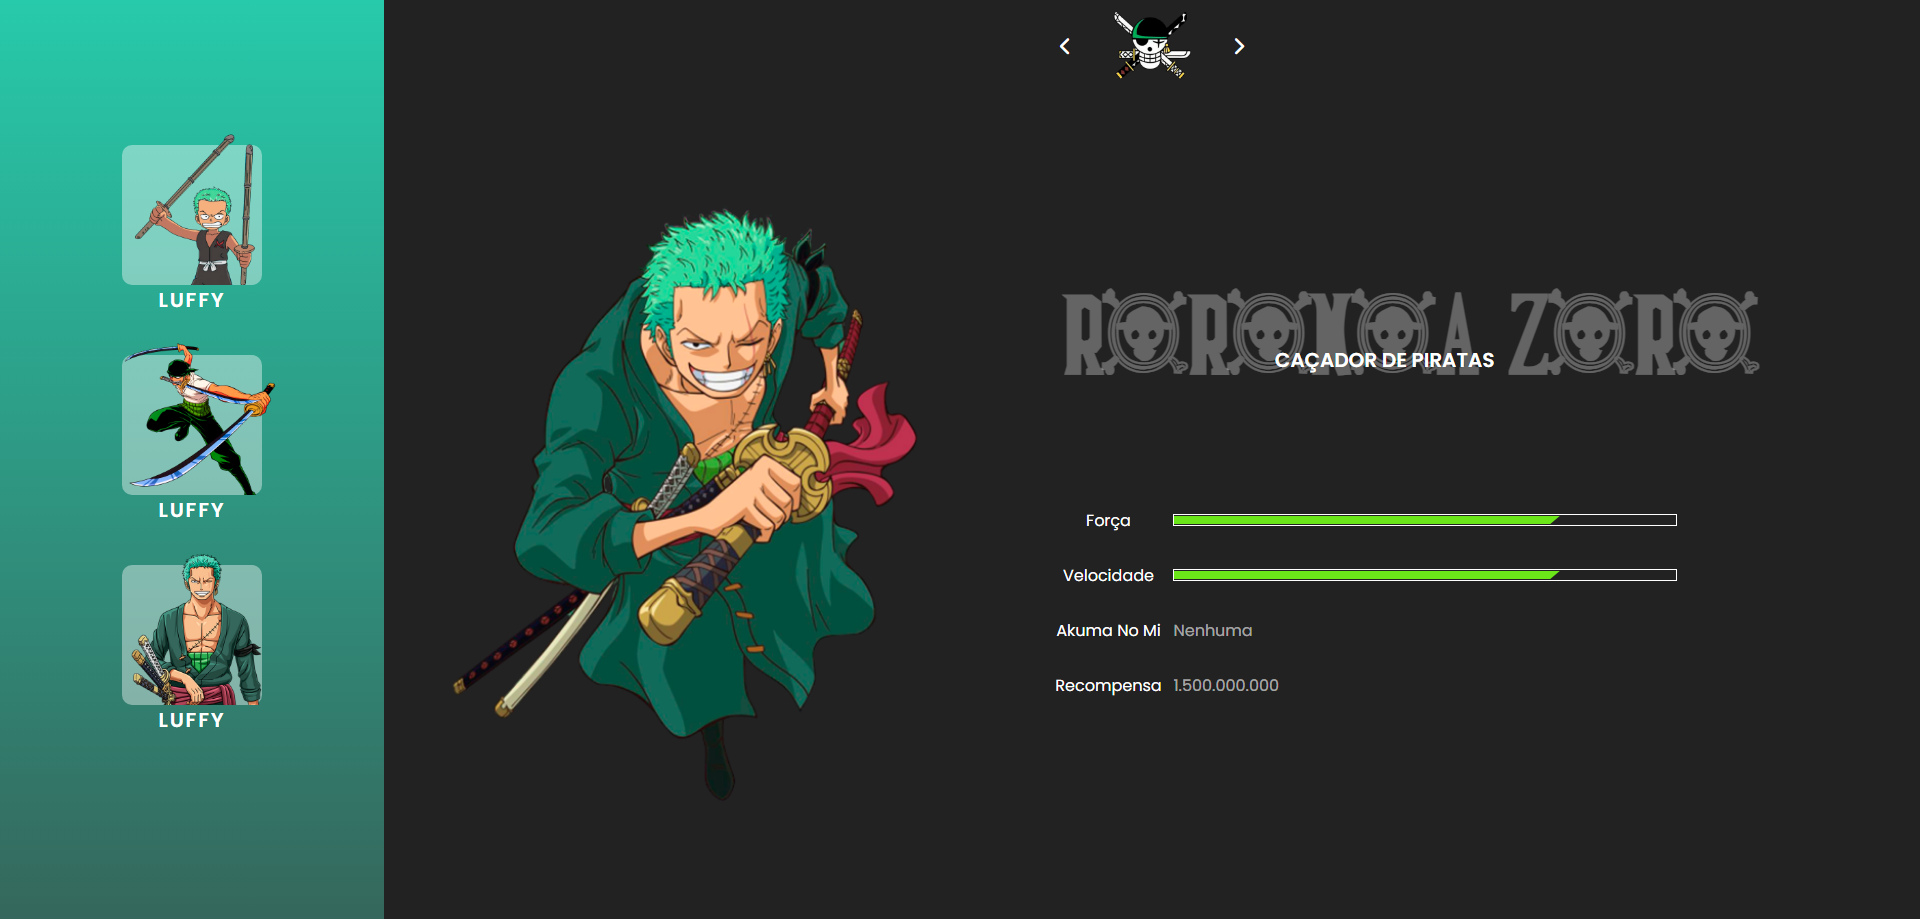 LUFFY
LUFFY
LUFFY
RORONOA ZORO
CAÇADOR DE PIRATAS
Força
Velocidade
Akuma No Mi Nenhuma
Recompensa 1.500.000.000